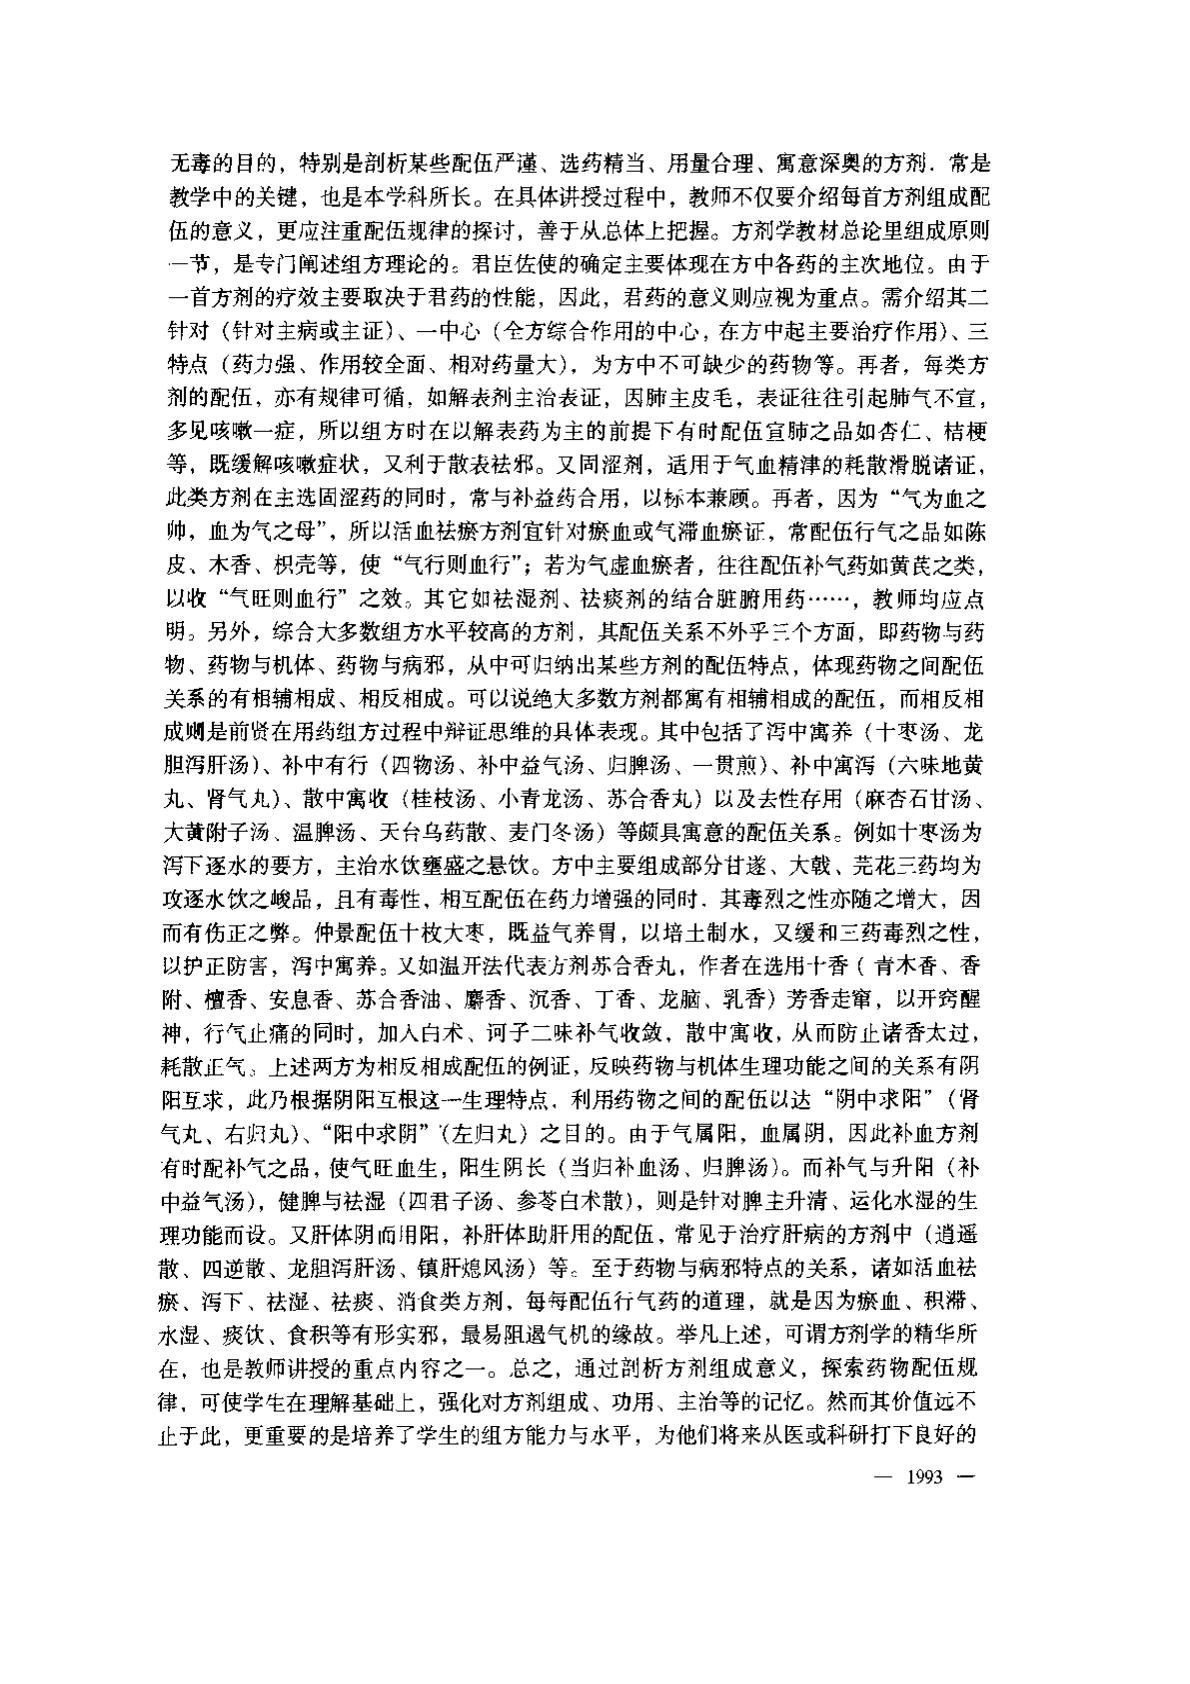 无毒的目的，特别是剖析某些配伍严谨、选药精当、用量合理、寓意深奥的方剂．常是
教学中的关键，也是本学科所长。在具体讲授过程中，教师不仅要介绍每首方剂组成配
伍的意义，更应注重配伍规律的探讨，善于从总体上把握。方剂学教材总论里组成原则
一节，是专门阐述组方理论的。君臣佐使的确定主要体现在方中各药的主次地位。由于
一首方剂的疗效主要取决于君药的性能，因此，君药的意义则应视为重点。需介绍其二
针对（针对主病或主证）、一中心（全方综合作用的中心，在方中起主要治疗作用）、三
特点（药力强、作用较全面、相对药量大），为方中不可缺少的药物等。再者，每类方
剂的配伍，亦有规律可循，如解表剂主治表证，因肺主皮毛，表证往往引起肺气不宣，
多见咳嗽一症，所以组方时在以解表药为主的前提下有时配伍宣肺之品如杏仁、桔梗
等，既缓解咳嗽症状，又利于散表祛邪。又固涩剂，适用于气血精津的耗散滑脱诸证，
此类方剂在主选固涩药的同时，常与补益药合用，以标本兼顾。再者，因为“气为血之
帅，血为气之母”，所以活血祛瘀方剂宜针对瘀血或气滞血瘀证，常配伍行气之品如陈
皮、木香、枳壳等，使“气行则血行”；若为气虚血瘀者，往往配伍补气药如黄芪之类，
以收“气旺则血行”之效。其它如祛湿剂、祛痰剂的结合脏腑用药……，教师均应点
明。另外，综合大多数组方水平较高的方剂，其配伍关系不外乎三个方面，即药物与药
物、药物与机体、药物与病邪，从中可归纳出某些方剂的配伍特点，体现药物之间配伍
关系的有相辅相成、相反相成。可以说绝大多数方剂都寓有相辅相成的配伍，而相反相
成则是前贤在用药组方过程中辩证思维的具体表现。其中包括了泻中寓养（十枣汤、龙
胆泻肝汤）、补中有行（四物汤、补中益气汤、归脾汤、一贯煎）、补中寓泻（六味地黄
丸、肾气丸）、散中寓收（桂枝汤、小青龙汤、苏合香丸）以及去性存用（麻杏石甘汤、
大黄附子汤、温脾汤、天台乌药散、麦门冬汤）等颇具寓意的配伍关系。例如十枣汤为
泻下逐水的要方，主治水饮壅盛之悬饮。方中主要组成部分甘遂、大戟、芫花三药均为
攻逐水饮之峻品，且有毒性，相互配伍在药力增强的同时．其毒烈之性亦随之增大，因
而有伤正之弊。仲景配伍十枚大枣，既益气养胃，以培土制水，又缓和三药毒烈之性，
以护正防害，泻中寓养。又如温开法代表方剂苏合香丸，作者在选用十香（青木香、香
附、檀香、安息香、苏合香油、麝香、沉香、丁香、龙脑、乳香）芳香走窜，以开窍醒
神，行气止痛的同时，加入白术、诃子二味补气收敛，散中寓收，从而防止诸香太过，
耗散正气。上述两方为相反相成配伍的例证，反映药物与机体生理功能之间的关系有阴
阳互求，此乃根据阴阳互根这一生理特点．利用药物之间的配伍以达“阴中求阳”（肾
气丸、右归丸）、“阳中求阴”（左归丸）之目的。由于气属阳，血属阴，因此补血方剂
有时配补气之品，使气旺血生，阳生阴长（当归补血汤、归脾汤）。而补气与升阳（补
中益气汤），健脾与祛湿（四君子汤、参苓白术散），则是针对脾主升清、运化水湿的生
理功能而设。又肝体阴而用阳，补肝体助肝用的配伍，常见于治疗肝病的方剂中（逍遥
散、四逆散、龙胆泻肝汤、镇肝熄风汤）等。至于药物与病邪特点的关系，诸如活血祛
瘀、泻下、祛湿、祛痰、消食类方剂，每每配伍行气药的道理，就是因为瘀血、积滞、
水湿、痰饮、食积等有形实邪，最易阻遏气机的缘故。举凡上述，可谓方剂学的精华所
在，也是教师讲授的重点内容之一。总之，通过剖析方剂组成意义，探索药物配伍规
律，可使学生在理解基础上，强化对方剂组成、功用、主治等的记忆。然而其价值远不
止于此，更重要的是培养了学生的组方能力与水平，为他们将来从医或科研打下良好的
— 1993 —